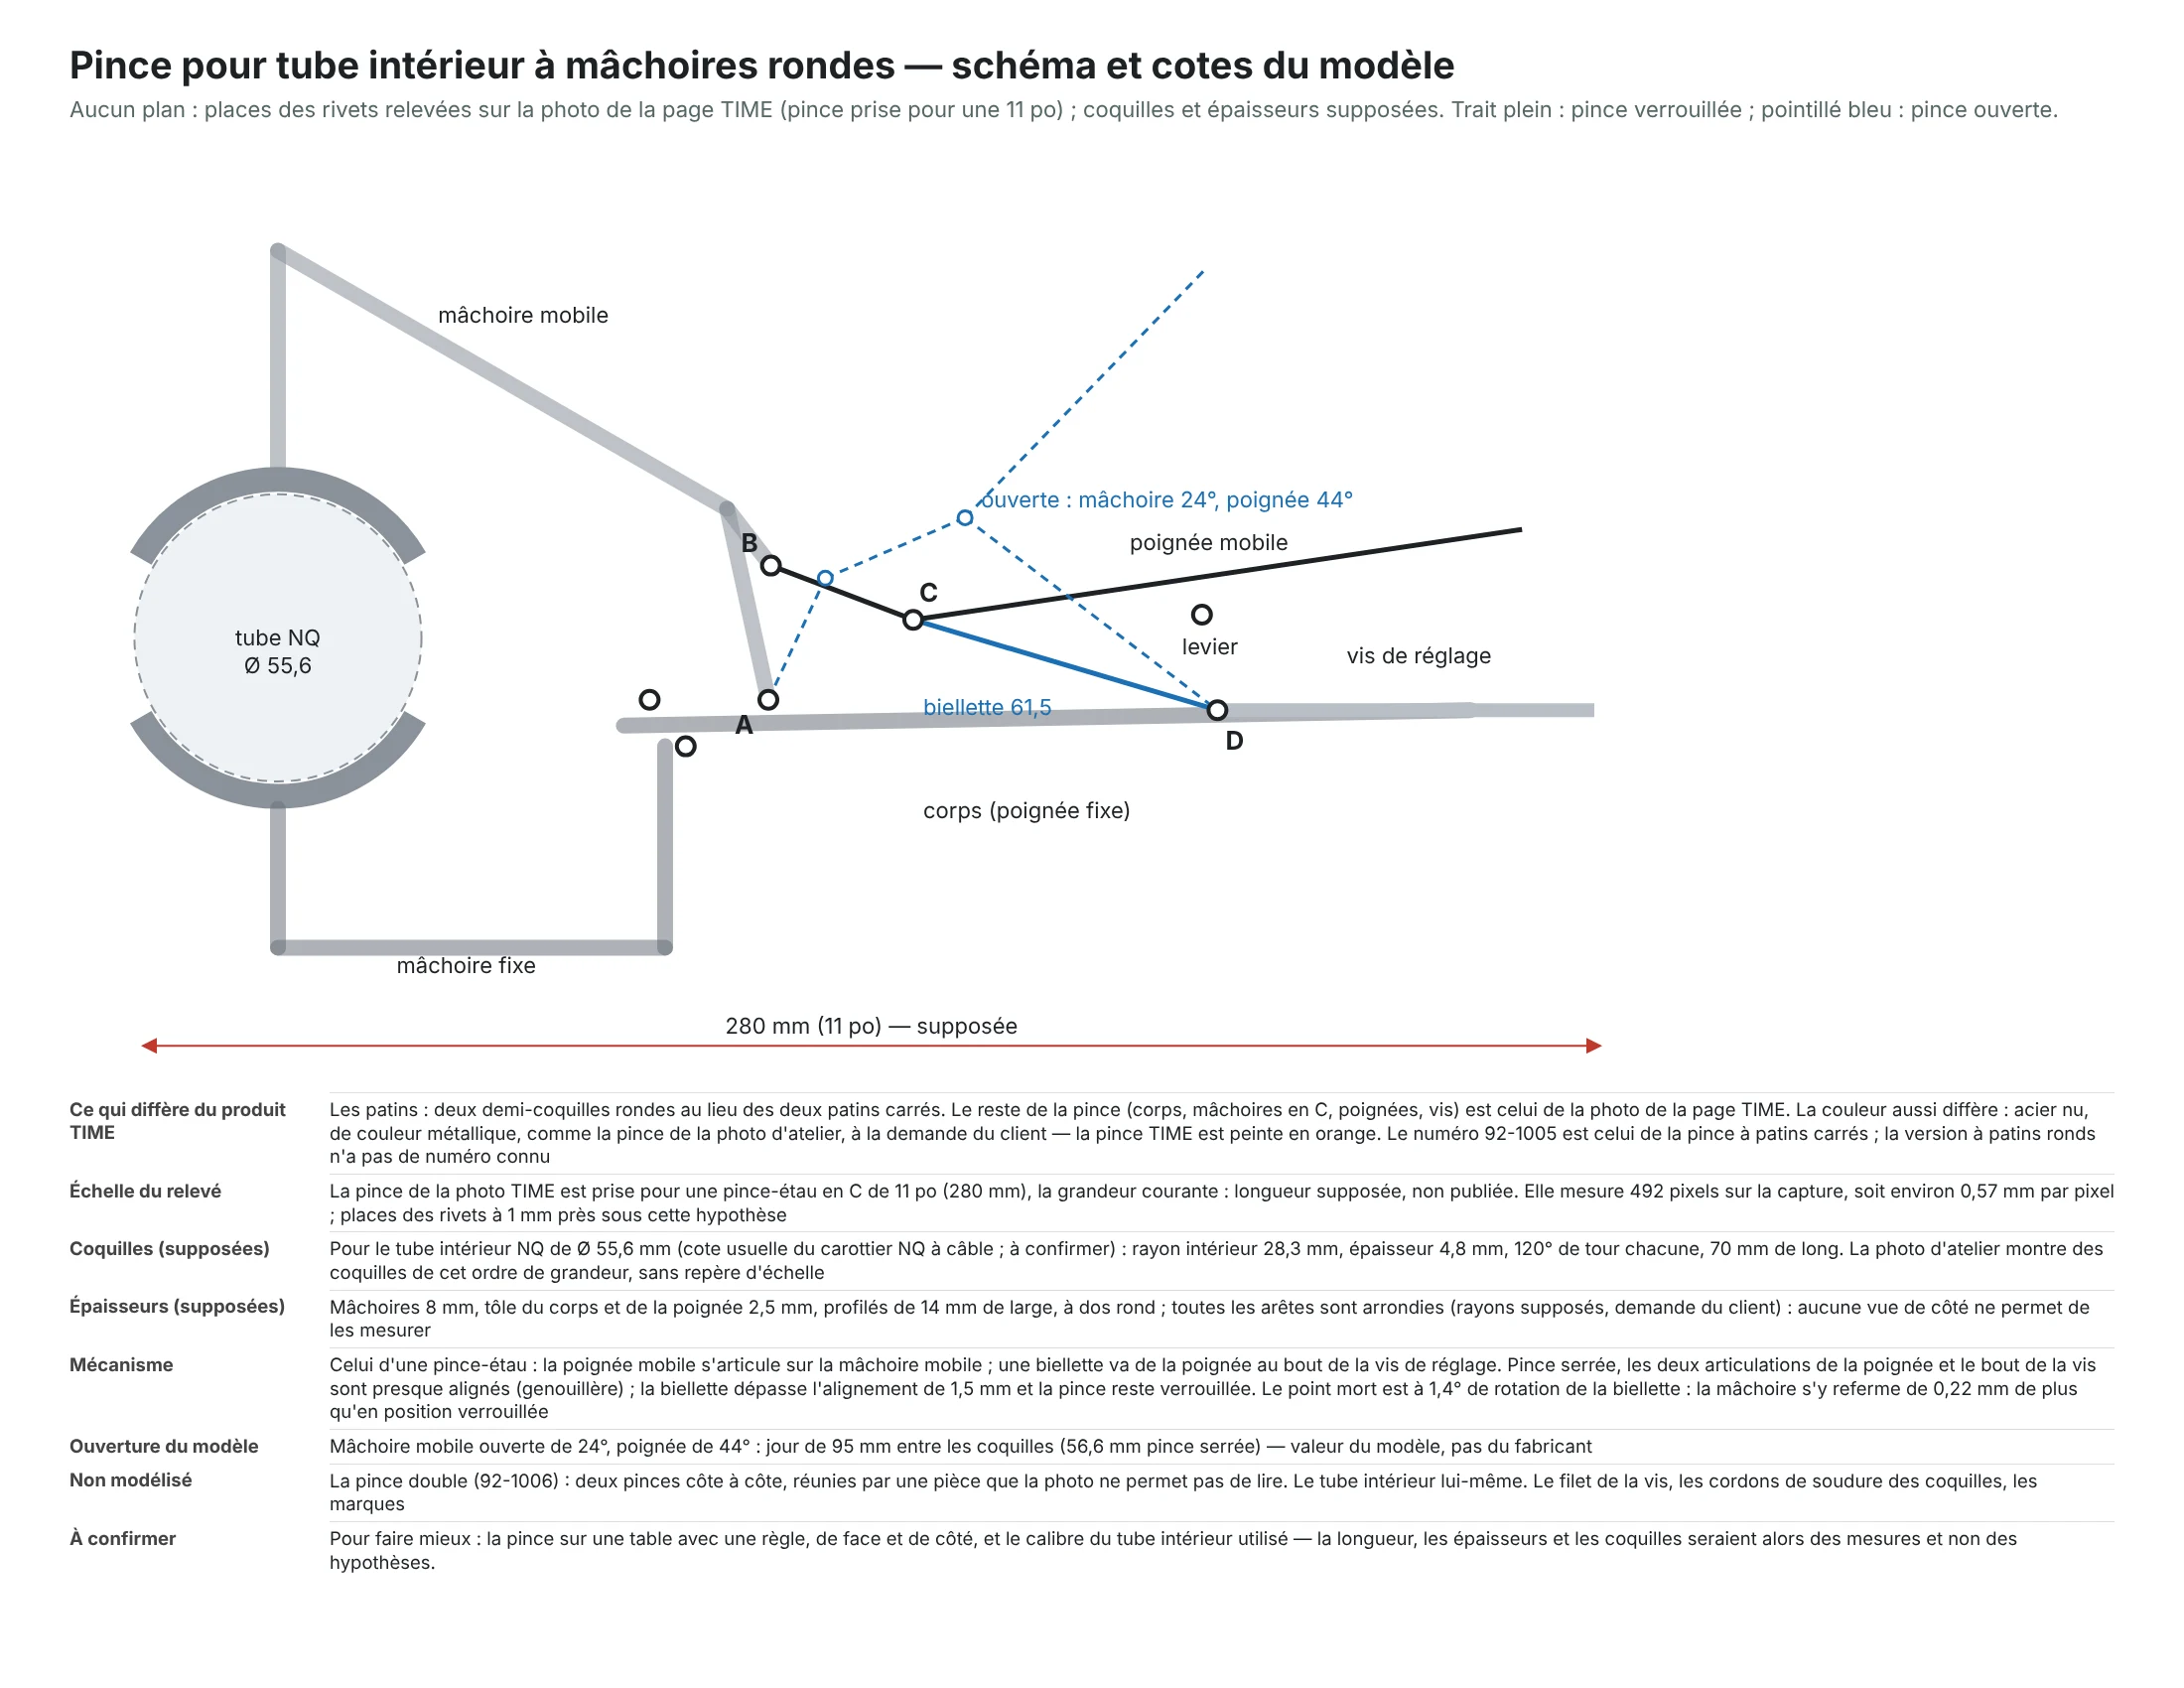 Pince pour tube intérieur à mâchoires rondes — schéma et cotes du modèle
Aucun plan : places des rivets relevées sur la photo de la page TIME (pince prise pour une 11 po) ; coquilles et épaisseurs supposées. Trait plein : pince verrouillée ; pointillé bleu : pince ouverte.
mâchoire mobile
ouverte : mâchoire 24°, poignée 44°
B
poignée mobile
C
tube NQ
Ø 55,6
levier
vis de réglage
biellette 61,5
A
D
corps (poignée fixe)
mâchoire fixe
280 mm (11 po) — supposée
Ce qui diffère du produit
TIME
Les patins : deux demi-coquilles rondes au lieu des deux patins carrés. Le reste de la pince (corps, mâchoires en C, poignées, vis) est celui de la photo de la page TIME. La couleur aussi diffère : acier nu,
de couleur métallique, comme la pince de la photo d'atelier, à la demande du client — la pince TIME est peinte en orange. Le numéro 92-1005 est celui de la pince à patins carrés ; la version à patins ronds
n'a pas de numéro connu
Échelle du relevé
La pince de la photo TIME est prise pour une pince-étau en C de 11 po (280 mm), la grandeur courante : longueur supposée, non publiée. Elle mesure 492 pixels sur la capture, soit environ 0,57 mm par pixel
; places des rivets à 1 mm près sous cette hypothèse
Coquilles (supposées)
Pour le tube intérieur NQ de Ø 55,6 mm (cote usuelle du carottier NQ à câble ; à confirmer) : rayon intérieur 28,3 mm, épaisseur 4,8 mm, 120° de tour chacune, 70 mm de long. La photo d'atelier montre des
coquilles de cet ordre de grandeur, sans repère d'échelle
Épaisseurs (supposées)
Mâchoires 8 mm, tôle du corps et de la poignée 2,5 mm, profilés de 14 mm de large, à dos rond ; toutes les arêtes sont arrondies (rayons supposés, demande du client) : aucune vue de côté ne permet de
les mesurer
Mécanisme
Celui d'une pince-étau : la poignée mobile s'articule sur la mâchoire mobile ; une biellette va de la poignée au bout de la vis de réglage. Pince serrée, les deux articulations de la poignée et le bout de la vis
sont presque alignés (genouillère) ; la biellette dépasse l'alignement de 1,5 mm et la pince reste verrouillée. Le point mort est à 1,4° de rotation de la biellette : la mâchoire s'y referme de 0,22 mm de plus
qu'en position verrouillée
Ouverture du modèle
Mâchoire mobile ouverte de 24°, poignée de 44° : jour de 95 mm entre les coquilles (56,6 mm pince serrée) — valeur du modèle, pas du fabricant
Non modélisé
La pince double (92-1006) : deux pinces côte à côte, réunies par une pièce que la photo ne permet pas de lire. Le tube intérieur lui-même. Le filet de la vis, les cordons de soudure des coquilles, les
marques
À confirmer
Pour faire mieux : la pince sur une table avec une règle, de face et de côté, et le calibre du tube intérieur utilisé — la longueur, les épaisseurs et les coquilles seraient alors des mesures et non des
hypothèses.